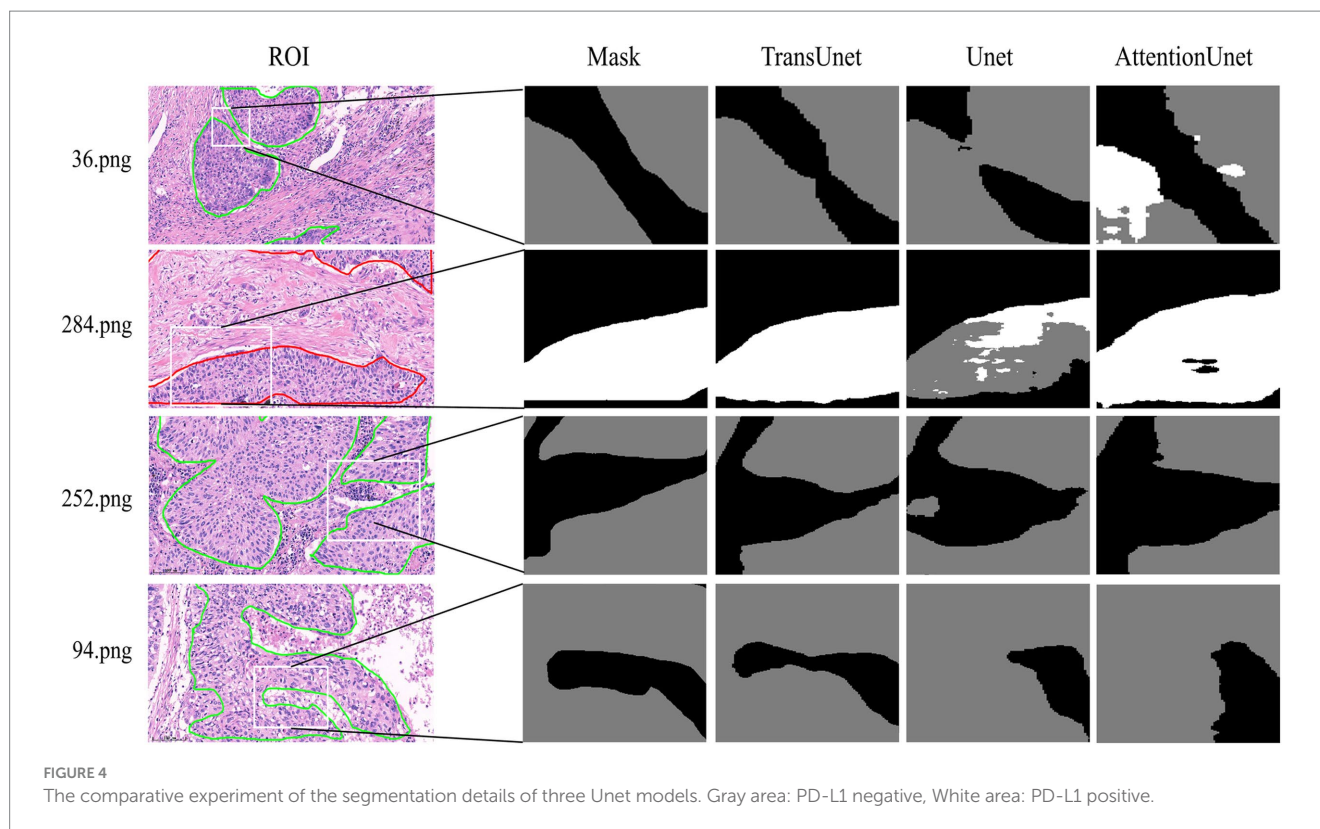 ROI Mask TransUnet Unet AttentionUnet
36.png
284.png
252.png
94.png
FIGURE 4
The comparative experiment of the segmentation details of three Unet models. Gray area: PD-L1 negative, White area: PD-L1 positive.